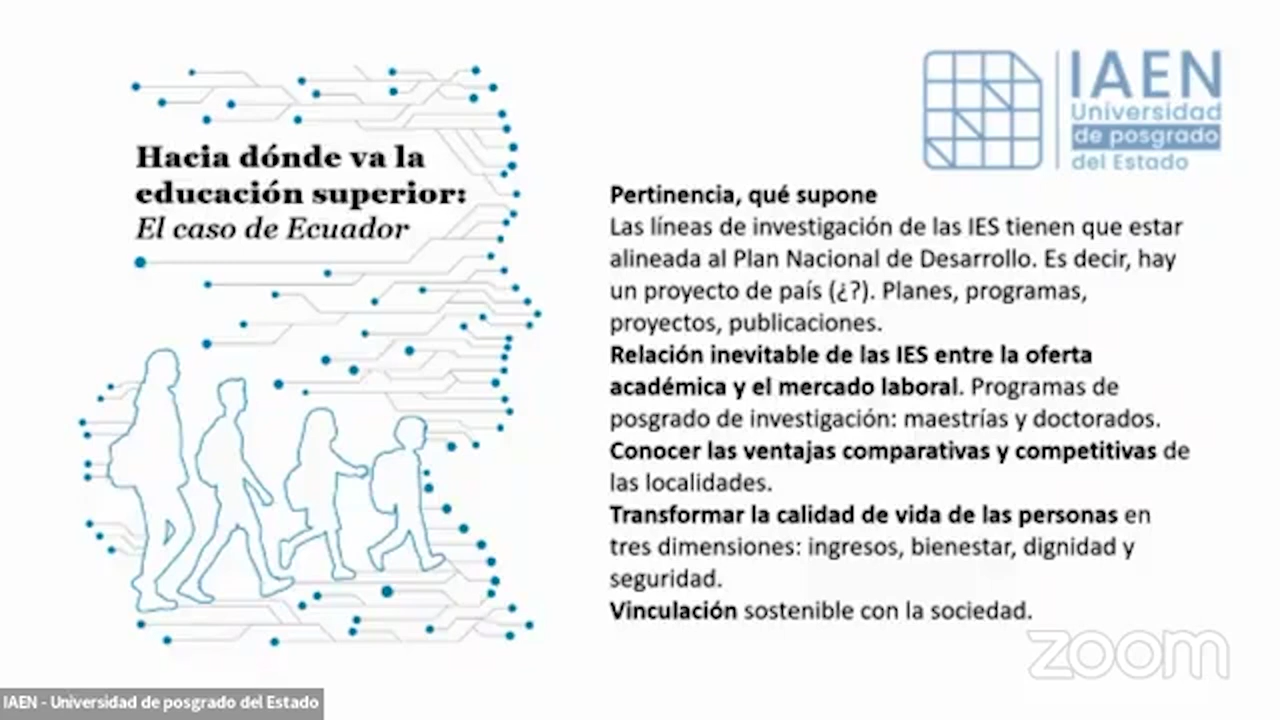 Hacia dónde va la
educación superior:
El caso de Ecuador
IAEN
Universidad
de posgrado
del Estado
Pertinencia, qué supone
Las líneas de investigación de las IES tienen que estar
alineada al Plan Nacional de Desarrollo. Es decir, hay
un proyecto de país (¿?). Planes, programas,
proyectos, publicaciones.
Relación inevitable de las IES entre la oferta
académica y el mercado laboral. Programas de
posgrado de investigación: maestrías y doctorados.
Conocer las ventajas comparativas y competitivas de
las localidades.
Transformar la calidad de vida de las personas en
tres dimensiones: ingresos, bienestar, dignidad y
seguridad.
Vinculación sostenible con la sociedad.
zoom
IAEN - Universidad de posgrado del Estado